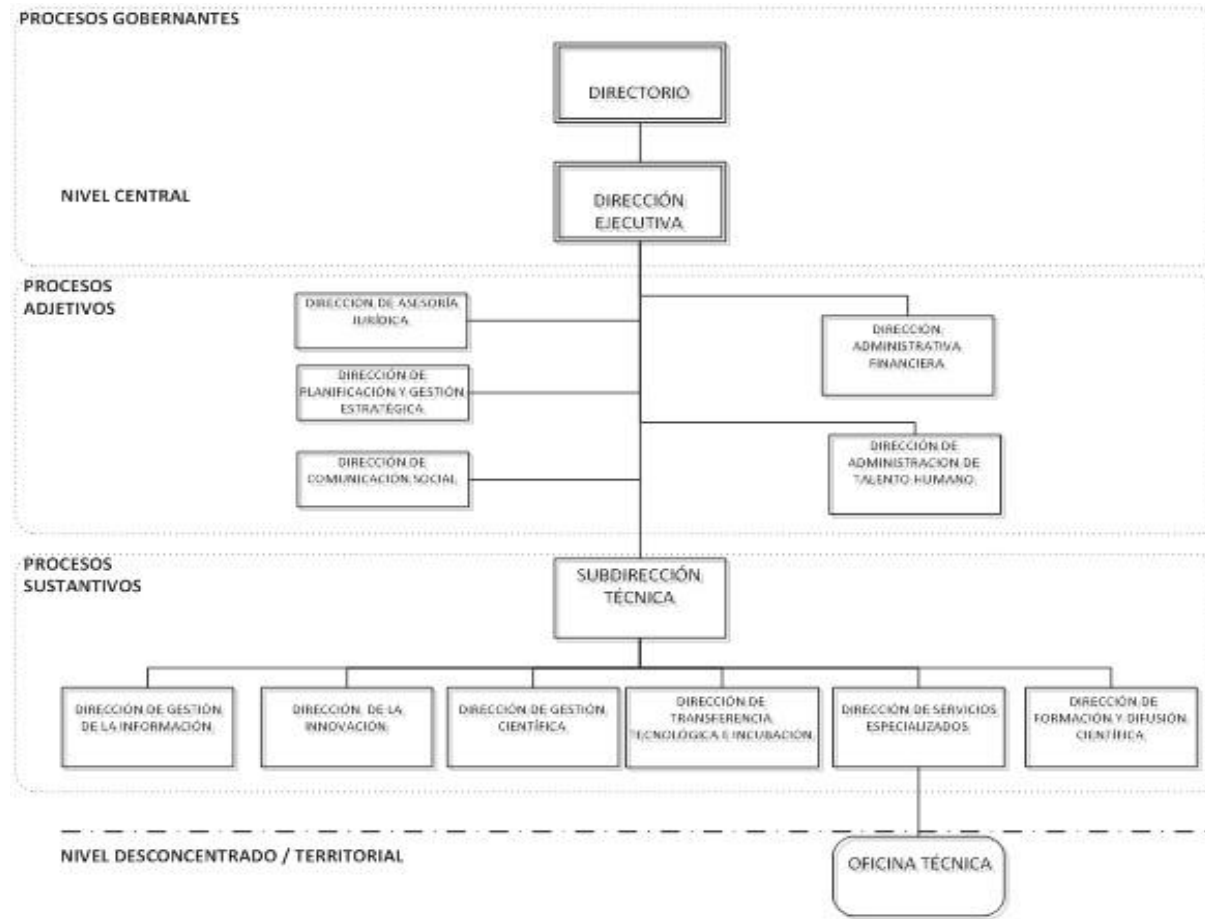 PROCESOS GOBERNANTES
DIRECTORIO
NIVEL CENTRAL
DIRECCIÓN
EJECUTIVA
PROCESOS
ADJETIVOS
DIRECCIÓN DE ASESORÍA
JURÍDICA
DIRECCIÓN
ADMINISTRATIVA
FINANCIERA
DIRECCIÓN DE
PLANIFICACIÓN Y GESTIÓN
ESTRATÉGICA
DIRECCIÓN DE
ADMINISTRACION DE
TALENTO HUMANO
DIRECCIÓN DE
COMUNICACIÓN SOCIAL
PROCESOS
SUSTANTIVOS
SUBDIRECCIÓN
TÉCNICA
DIRECCIÓN DE GESTIÓN
DE LA INFORMACIÓN
DIRECCIÓN DE LA
INNOVACIÓN
DIRECCIÓN DE GESTIÓN
CIENTÍFICA
DIRECCIÓN DE
TRANSFERENCIA
TECNOLÓGICA E INCUBACIÓN
DIRECCIÓN DE SERVICIOS
ESPECIALIZADOS
DIRECCIÓN DE
FORMACIÓN Y DIFUSIÓN
CIENTÍFICA
NIVEL DESCONCENTRADO / TERRITORIAL
OFICINA TÉCNICA